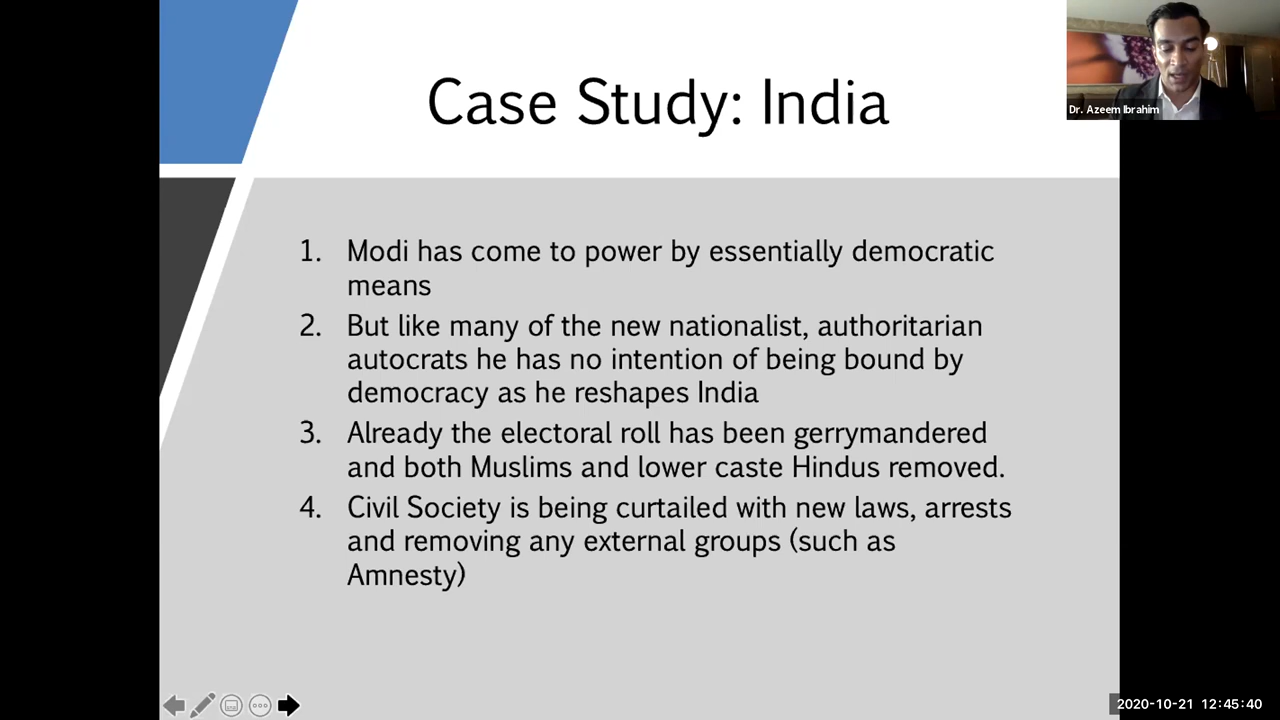 Case Study: India
Dr. Azeem Ibrahim
1. Modi has come to power by essentially democratic
means
2. But like many of the new nationalist, authoritarian
autocrats he has no intention of being bound by
democracy as he reshapes India
3. Already the electoral roll has been gerrymandered
and both Muslims and lower caste Hindus removed.
4. Civil Society is being curtailed with new laws, arrests
and removing any external groups (such as
Amnesty)
2020-10-21 12:45:40